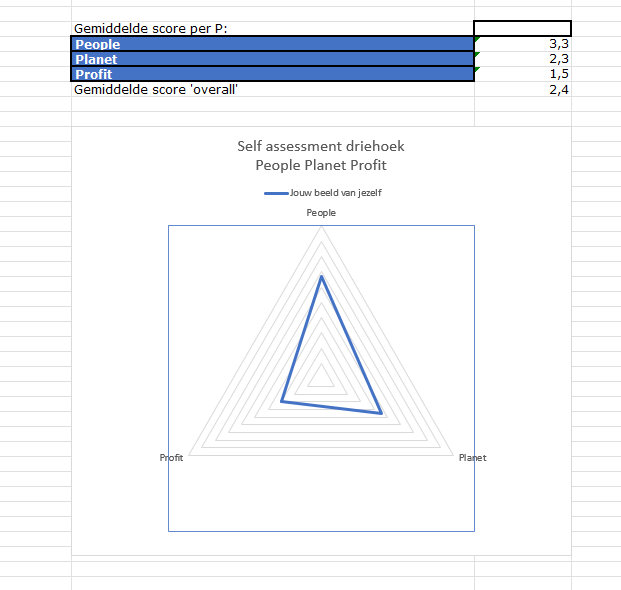 Gemiddelde score per P:
People 3,3
Planet 2,3
Profit 1,5
Gemiddelde score 'overall' 2,4
Self assessment driehoek
People Planet Profit
Jouw beeld van jezelf
People
Profit
Planet